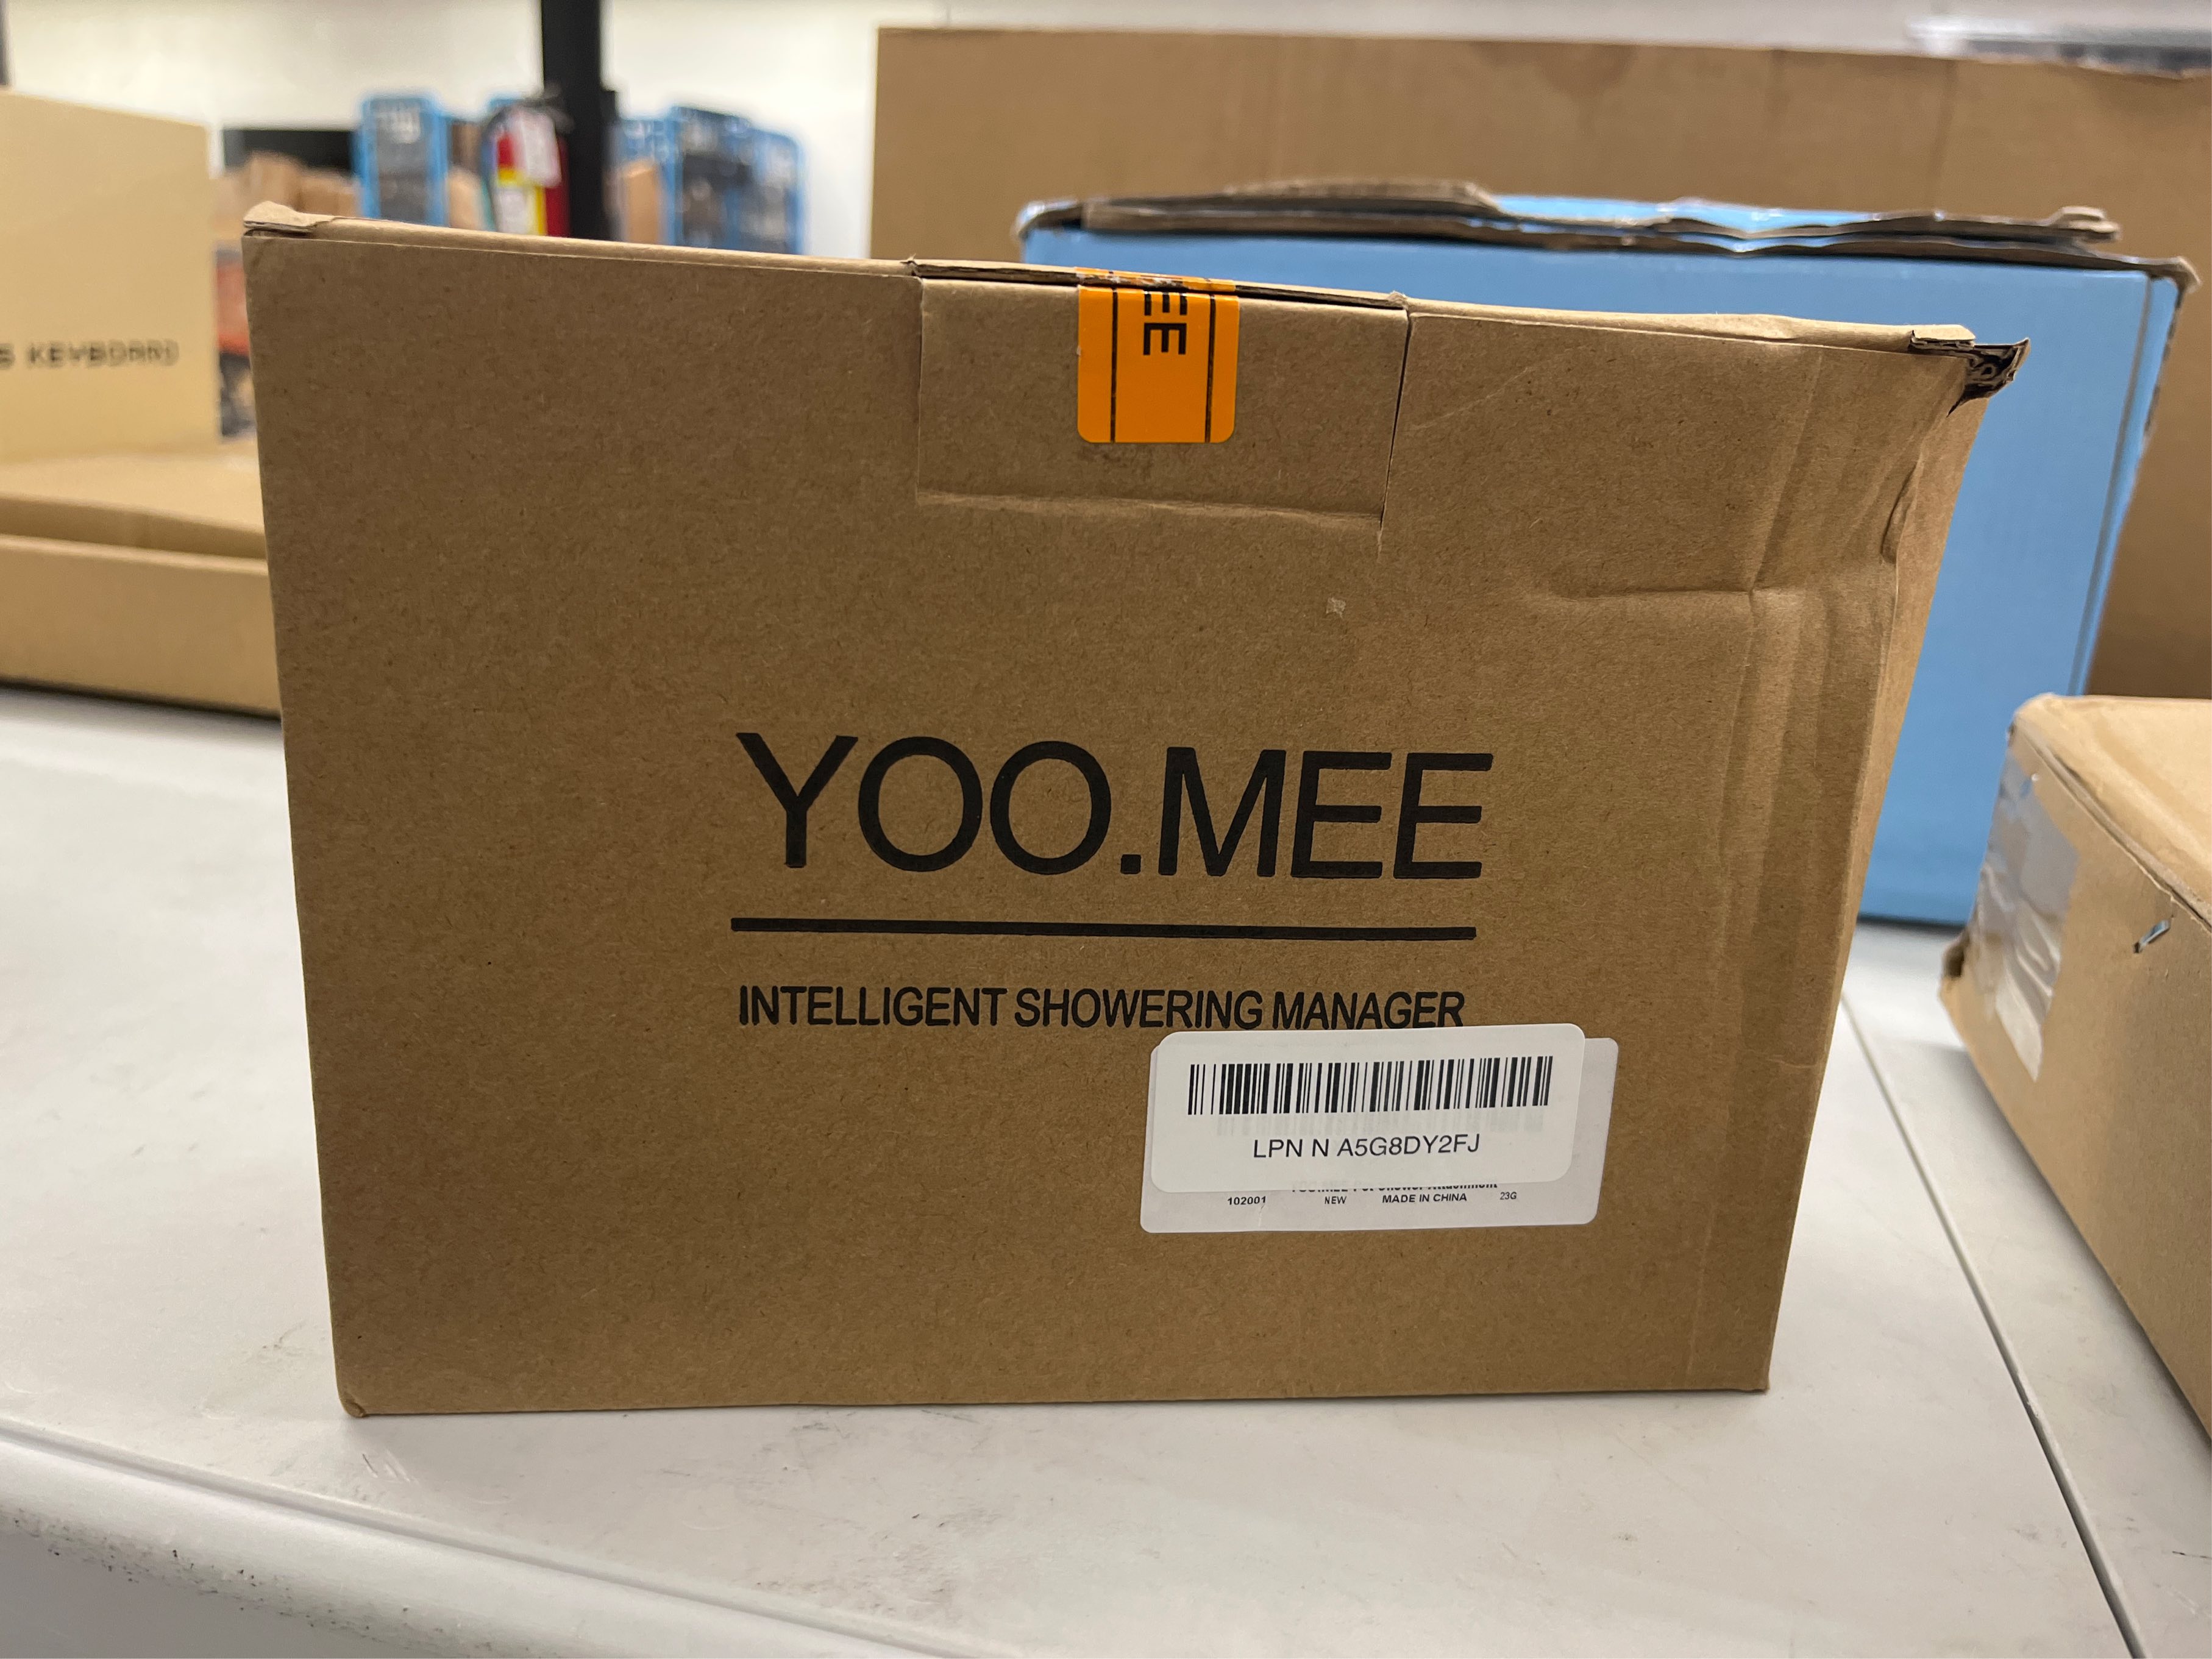 S KEYBOARD
EE
YOO.MEE
INTELLIGENT SHOWERING MANAGER
LPN N A5G8DY2FJ
102001 NEW MADE IN CHINA 23G